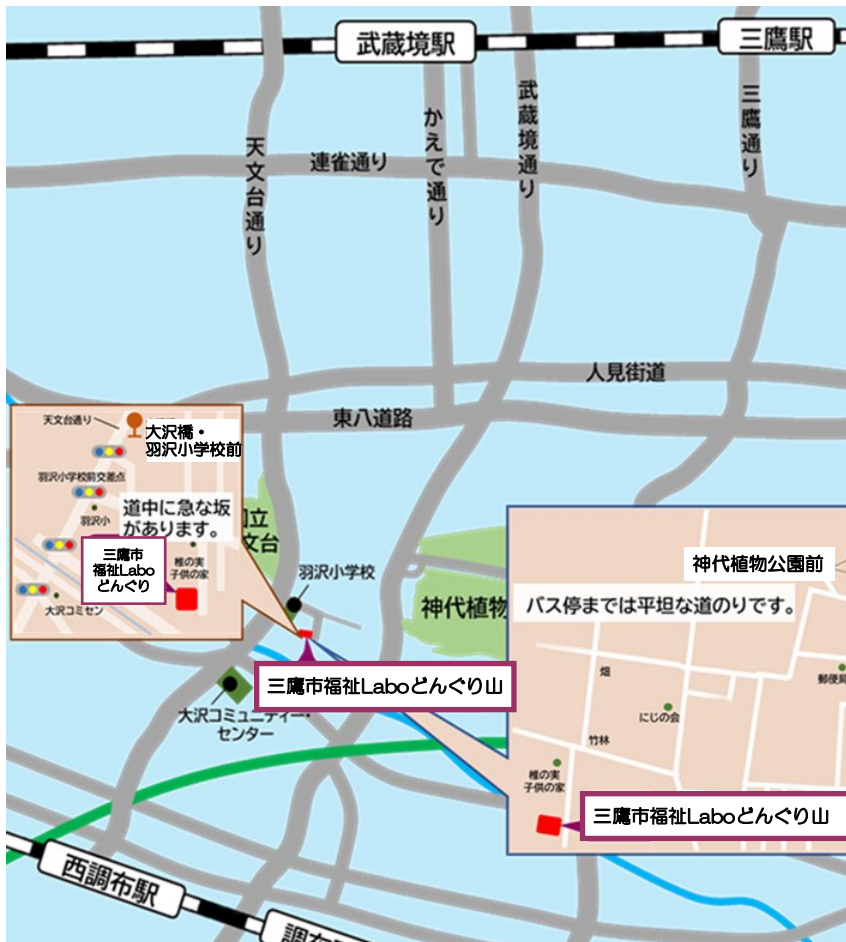 武蔵境駅
三鷹駅
天文台通り
かえで通り
武蔵境通り
三鷹通り
連雀通り
人見街道
東八道路
天文台通り
大沢橋・
羽沢小学校前
羽沢小学校前交差点
羽沢小
道中に急な坂
があります。
三鷹市
福祉Labo
どんぐり
椎の実
子供の家
大沢コミセン
国立
文台
羽沢小学校
神代植物
三鷹市福祉Laboどんぐり山
大沢コミュニティー・
センター
神代植物公園前
バス停までは平坦な道のりです。
畑
にじの会
郵便局
竹林
椎の実
子供の家
三鷹市福祉Laboどんぐり山
西調布駅
調布